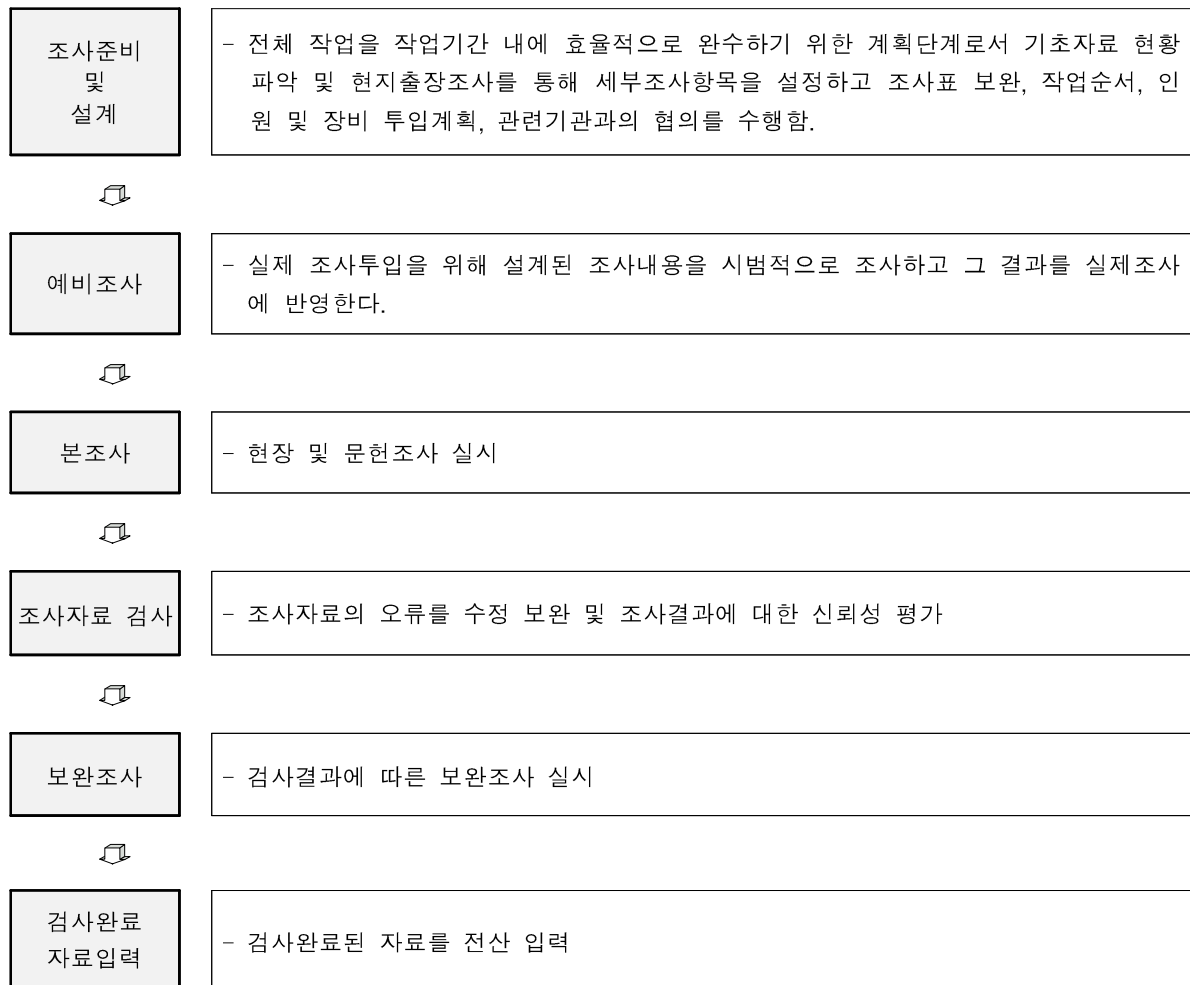 조사준비
및
설계
- 전체 작업을 작업기간 내에 효율적으로 완수하기 위한 계획단계로서 기초자료 현황
파악 및 현지출장조사를 통해 세부조사항목을 설정하고 조사표 보완, 작업순서, 인
원 및 장비 투입계획, 관련기관과의 협의를 수행함.
예비조사
- 실제 조사투입을 위해 설계된 조사내용을 시범적으로 조사하고 그 결과를 실제조사
에 반영한다.
본조사
- 현장 및 문헌조사 실시
조사자료 검사
- 조사자료의 오류를 수정 보완 및 조사결과에 대한 신뢰성 평가
보완조사
- 검사결과에 따른 보완조사 실시
검사완료
자료입력
- 검사완료된 자료를 전산 입력